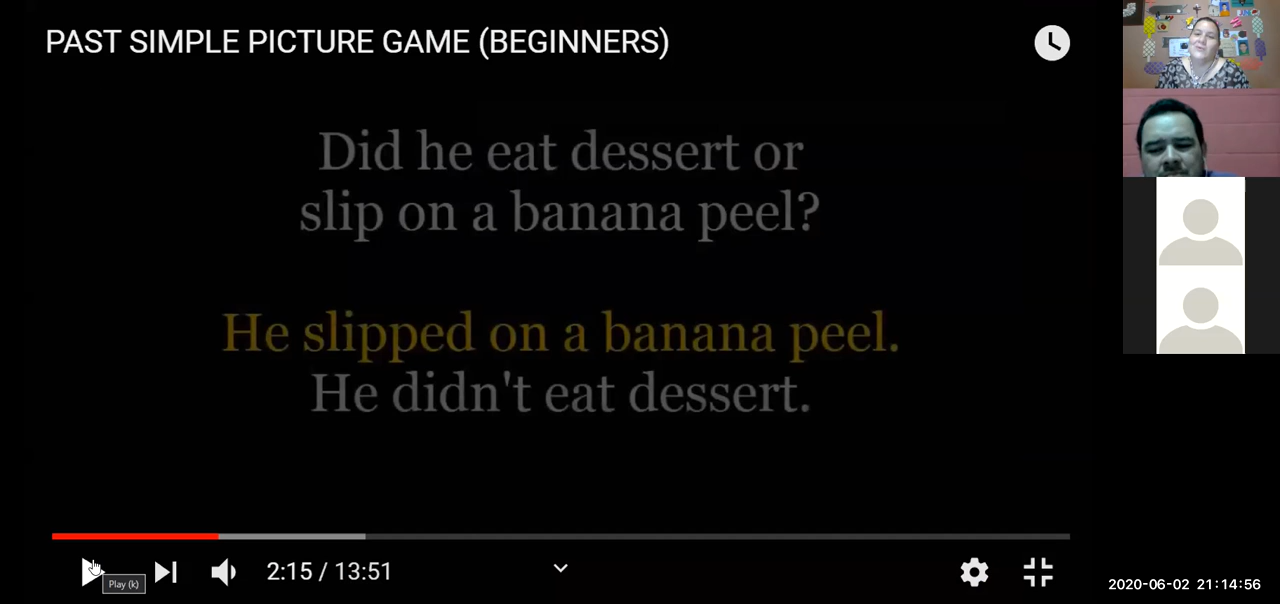 PAST SIMPLE PICTURE GAME (BEGINNERS)
Did he eat dessert or
slip on a banana peel?
He slipped on a banana peel.
He didn't eat dessert.
2:15 / 13:51
Play (k)
2020-06-02 21:14:56